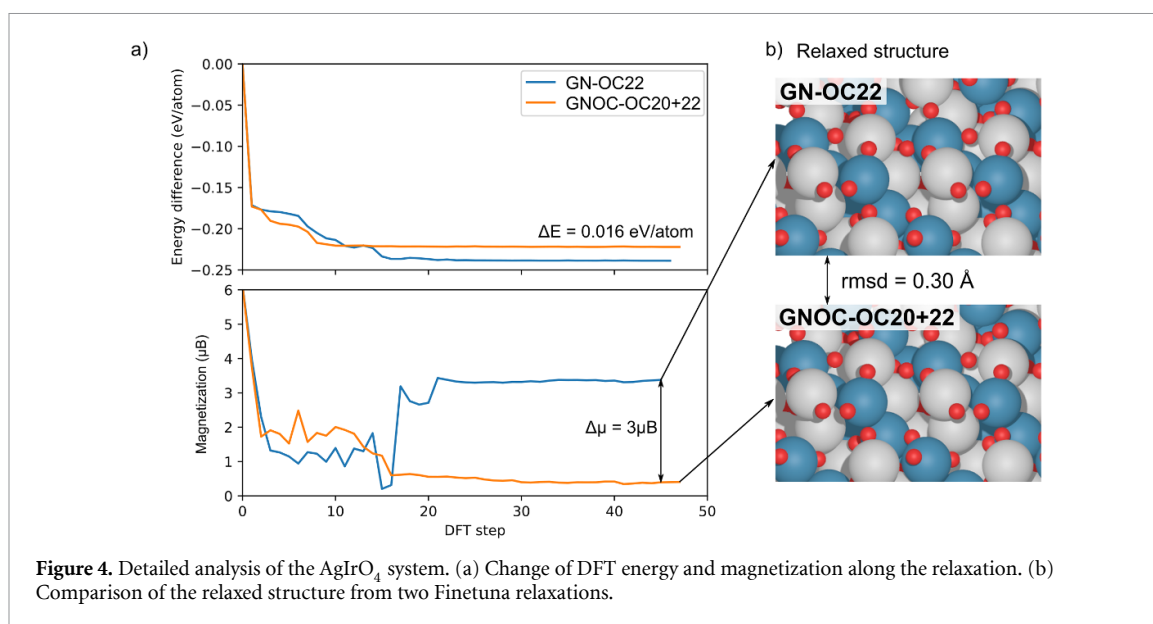 a)
b) Relaxed structure
0.00
−0.05
−0.10
−0.15
−0.20
−0.25
Energy difference (eV/atom)
GN-OC22
GNOC-OC20+22
ΔE = 0.016 eV/atom
6
5
4
3
2
1
0
Magnetization (μB)
Δμ = 3μB
0 10 20 30 40 50
DFT step
GN-OC22
rmsd = 0.30 Å
GNOC-OC20+22
Figure 4. Detailed analysis of the AgIrO₄ system. (a) Change of DFT energy and magnetization along the relaxation. (b)
Comparison of the relaxed structure from two Finetuna relaxations.